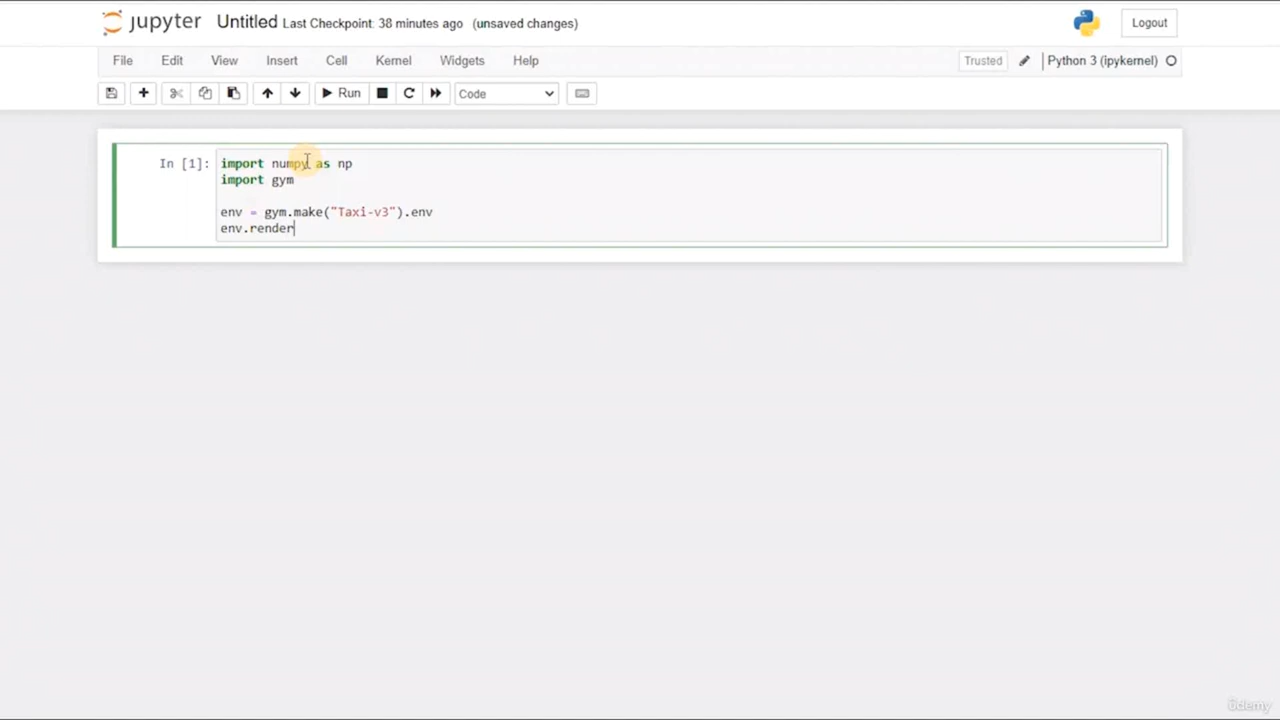 jupyter Untitled Last Checkpoint: 38 minutes ago (unsaved changes) Logout
File Edit View Insert Cell Kernel Widgets Help Trusted Python 3 (ipykernel)
Run Code
In [1]: import numpy as np
import gym
env = gym.make("Taxi-v3").env
env.render
ûdemy